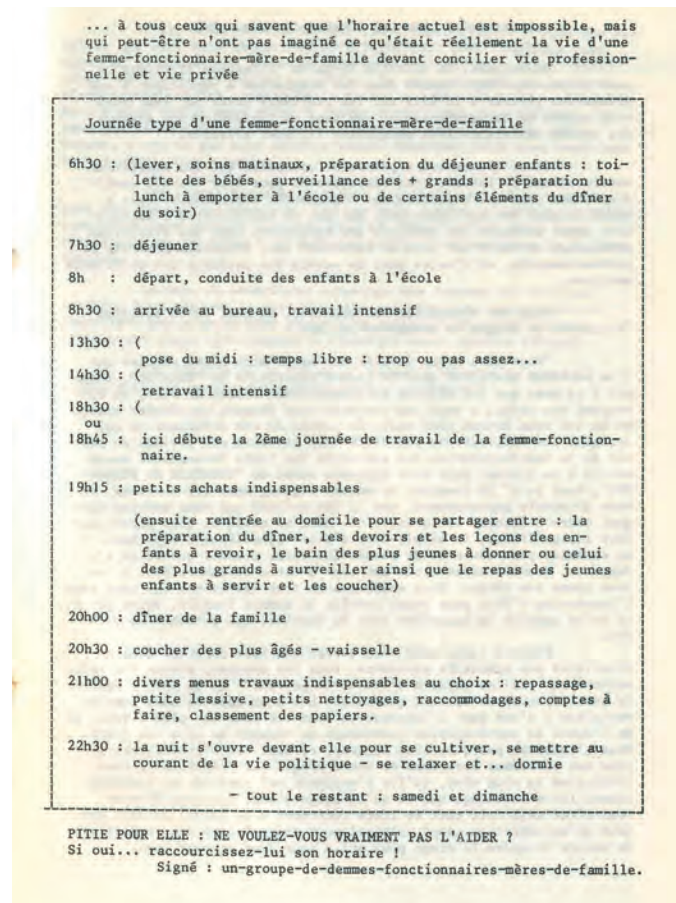 ... à tous ceux qui savent que l'horaire actuel est impossible, mais
qui peut-être n'ont pas imaginé ce qu'était réellement la vie d'une
femme-fonctionnaire-mère-de-famille devant concilier vie profession-
nelle et vie privée
Journée type d'une femme-fonctionnaire-mère-de-famille
6h30 : (lever, soins matinaux, préparation du déjeuner enfants : toi-
lette des bébés, surveillance des + grands ; préparation du
lunch à emporter à l'école ou de certains éléments du dîner
du soir)
7h30 : déjeuner
8h : départ, conduite des enfants à l'école
8h30 : arrivée au bureau, travail intensif
13h30 : (
pose du midi : temps libre : trop ou pas assez...
14h30 : (
retravail intensif
18h30 : (
ou
18h45 : ici débute la 2ème journée de travail de la femme-fonction-
naire.
19h15 : petits achats indispensables
(ensuite rentrée au domicile pour se partager entre : la
préparation du dîner, les devoirs et les leçons des en-
fants à revoir, le bain des plus jeunes à donner ou celui
des plus grands à surveiller ainsi que le repas des jeunes
enfants à servir et les coucher)
20h00 : dîner de la famille
20h30 : coucher des plus âgés - vaisselle
21h00 : divers menus travaux indispensables au choix : repassage,
petite lessive, petits nettoyages, raccommodages, comptes à
faire, classement des papiers.
22h30 : la nuit s'ouvre devant elle pour se cultiver, se mettre au
courant de la vie politique - se relaxer et... dormie
- tout le restant : samedi et dimanche
PITIE POUR ELLE : NE VOULEZ-VOUS VRAIMENT PAS L'AIDER ?
Si oui... raccourcissez-lui son horaire !
Signé : un-groupe-de-demmes-fonctionnaires-mères-de-famille.